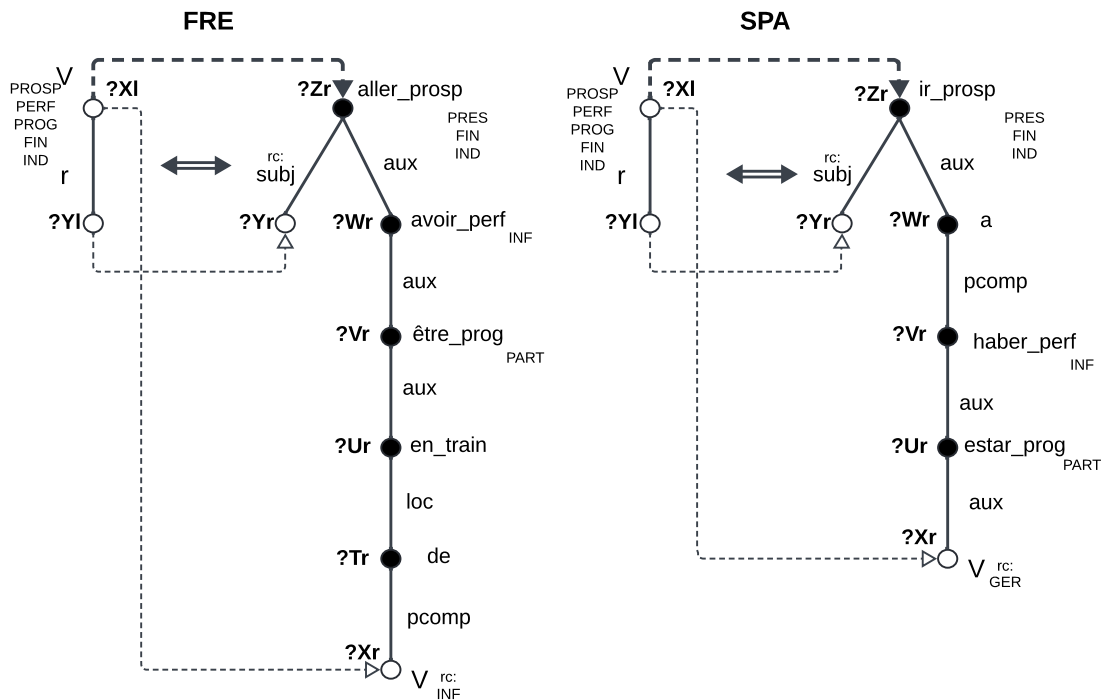 FRE
V
PROSP
PERF
PROG
FIN
IND
?Xl
r
?Yl
?Zr
aller_prosp
PRES
FIN
IND
rc:
subj
aux
?Yr
?Wr
avoir_perf
INF
aux
?Vr
être_prog
PART
aux
?Ur
en_train
loc
?Tr
de
pcomp
?Xr
V
rc:
INF
SPA
V
PROSP
PERF
PROG
FIN
IND
?Xl
r
?Yl
?Zr
ir_prosp
PRES
FIN
IND
rc:
subj
aux
?Yr
?Wr
a
pcomp
?Vr
haber_perf
INF
aux
?Ur
estar_prog
PART
aux
?Xr
V
rc:
GER